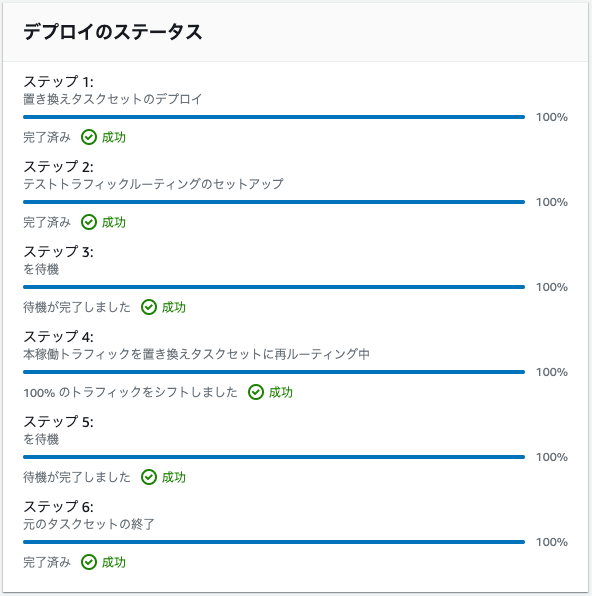 デプロイのステータス
ステップ 1:
置き換えタスクセットのデプロイ
100%
完了済み 成功
ステップ 2:
テストトラフィックルーティングのセットアップ
100%
完了済み 成功
ステップ 3:
を待機
100%
待機が完了しました 成功
ステップ 4:
本稼働トラフィックを置き換えタスクセットに再ルーティング中
100%
100% のトラフィックをシフトしました 成功
ステップ 5:
を待機
100%
待機が完了しました 成功
ステップ 6:
元のタスクセットの終了
100%
完了済み 成功